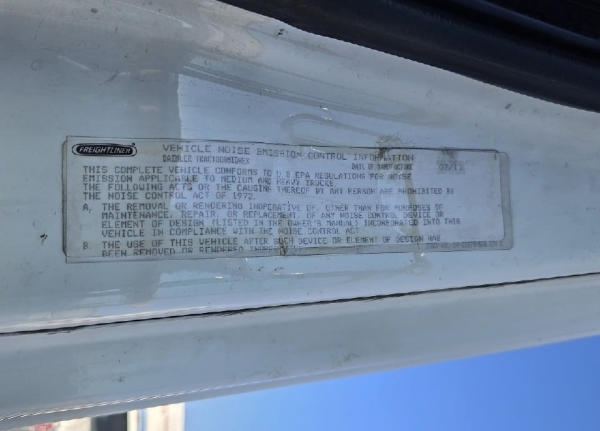 FREIGHTLINER
VEHICLE NOISE EMISSION CONTROL INFORMATION
DAIMLER DATE OF MANUFACTURE
THIS COMPLETE VEHICLE CONFORMS TO U.S.EPA REGULATIONS FOR NOISE
EMISSION APPLICABLE TO MEDIUM AND HEAVY TRUCKS.
THE FOLLOWING ACTS OR THE CAUSING THEREOF BY ANY PERSON ARE PROHIBITED BY
THE NOISE CONTROL ACT OF 1972.
A. THE REMOVAL OR RENDERING INOPERATIVE OF, OTHER THAN FOR PURPOSES OF
MAINTENANCE, REPAIR, OR REPLACEMENT, OF ANY NOISE CONTROL DEVICE OR
ELEMENT OF DESIGN (LISTED IN THE OWNER'S MANUAL) INCORPORATED INTO THIS
VEHICLE IN COMPLIANCE WITH THE NOISE CONTROL ACT
B. THE USE OF THIS VEHICLE AFTER SUCH DEVICE OR ELEMENT OF DESIGN HAS
BEEN REMOVED OR RENDERED